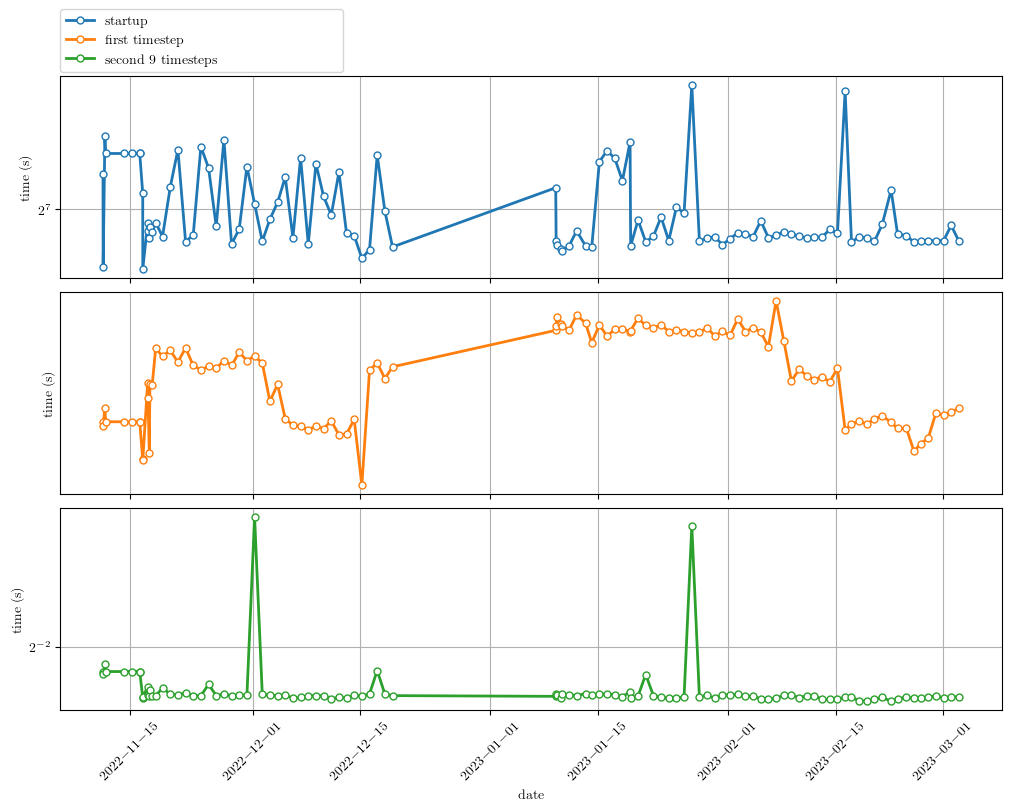 startup
first timestep
second 9 timesteps
time (s)
2^7
time (s)
time (s)
2^−2
2022−11−15
2022−12−01
2022−12−15
2023−01−01
2023−01−15
2023−02−01
2023−02−15
2023−03−01
date